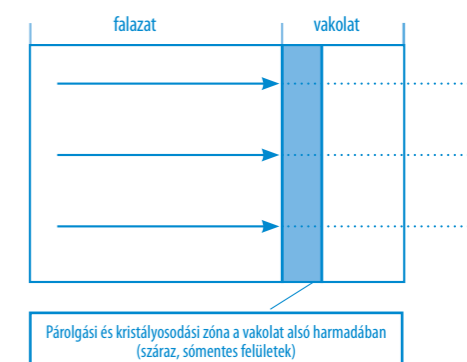 falazat vakolat
Párolgási és kristályosodási zóna a vakolat alsó harmadában
(száraz, sómentes felületek)